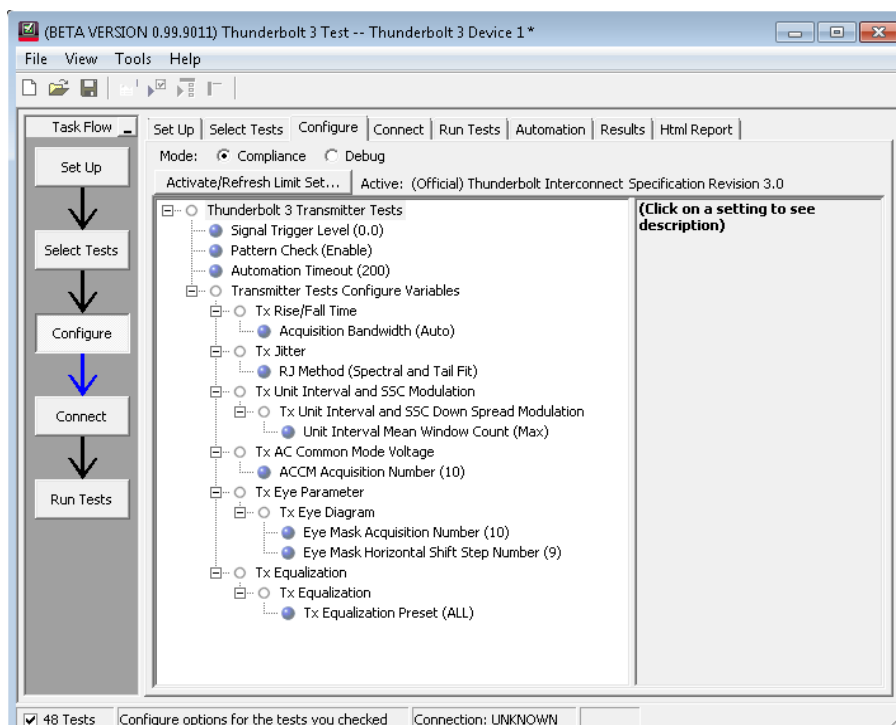 (BETA VERSION 0.99.9011) Thunderbolt 3 Test -- Thunderbolt 3 Device 1 *
File View Tools Help
Task Flow
Set Up
Select Tests
Configure
Connect
Run Tests
Set Up Select Tests Configure Connect Run Tests Automation Results Html Report
Mode: Compliance Debug
Activate/Refresh Limit Set... Active: (Official) Thunderbolt Interconnect Specification Revision 3.0
Thunderbolt 3 Transmitter Tests
Signal Trigger Level (0.0)
Pattern Check (Enable)
Automation Timeout (200)
Transmitter Tests Configure Variables
Tx Rise/Fall Time
Acquisition Bandwidth (Auto)
Tx Jitter
RJ Method (Spectral and Tail Fit)
Tx Unit Interval and SSC Modulation
Tx Unit Interval and SSC Down Spread Modulation
Unit Interval Mean Window Count (Max)
Tx AC Common Mode Voltage
ACCM Acquisition Number (10)
Tx Eye Parameter
Tx Eye Diagram
Eye Mask Acquisition Number (10)
Eye Mask Horizontal Shift Step Number (9)
Tx Equalization
Tx Equalization
Tx Equalization Preset (ALL)
(Click on a setting to see
description)
48 Tests Configure options for the tests you checked Connection: UNKNOWN